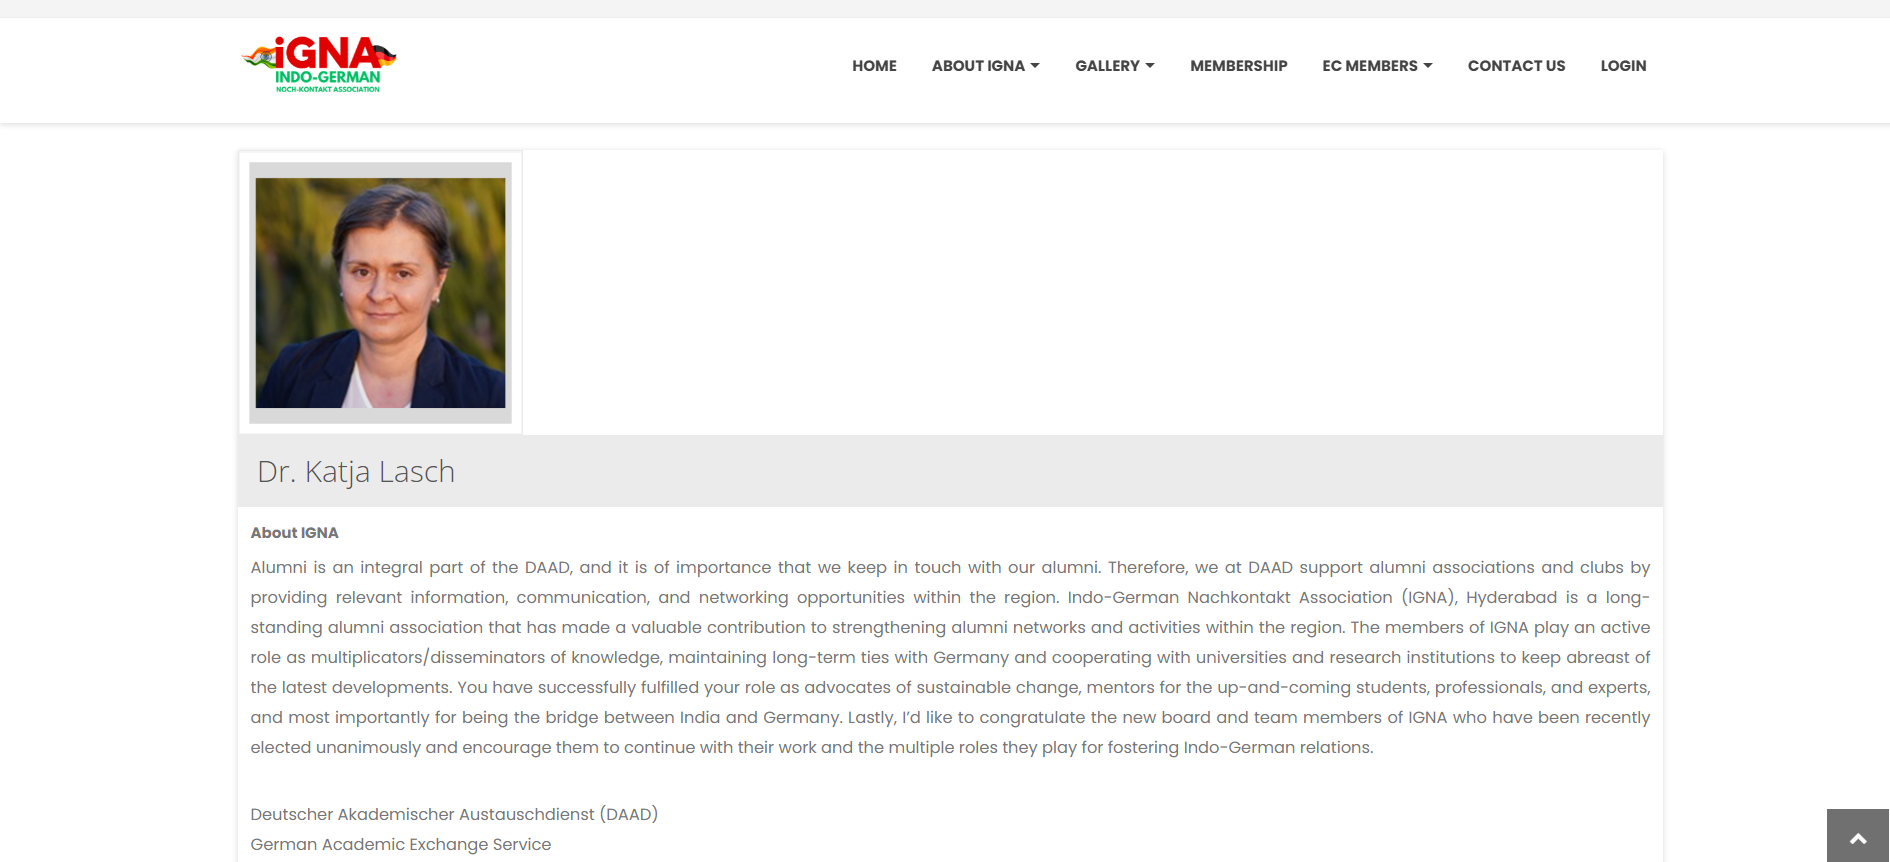 iGNA
INDO-GERMAN
NOCH-KONTAKT ASSOCIATION
HOME ABOUT IGNA GALLERY MEMBERSHIP EC MEMBERS CONTACT US LOGIN
Dr. Katja Lasch
About IGNA
Alumni is an integral part of the DAAD, and it is of importance that we keep in touch with our alumni. Therefore, we at DAAD support alumni associations and clubs by
providing relevant information, communication, and networking opportunities within the region. Indo-German Nachkontakt Association (IGNA), Hyderabad is a long-
standing alumni association that has made a valuable contribution to strengthening alumni networks and activities within the region. The members of IGNA play an active
role as multiplicators/disseminators of knowledge, maintaining long-term ties with Germany and cooperating with universities and research institutions to keep abreast of
the latest developments. You have successfully fulfilled your role as advocates of sustainable change, mentors for the up-and-coming students, professionals, and experts,
and most importantly for being the bridge between India and Germany. Lastly, I’d like to congratulate the new board and team members of IGNA who have been recently
elected unanimously and encourage them to continue with their work and the multiple roles they play for fostering Indo-German relations.
Deutscher Akademischer Austauschdienst (DAAD)
German Academic Exchange Service